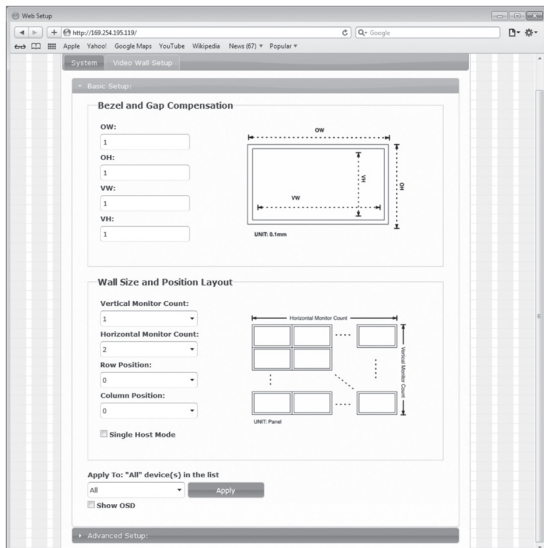 Web Setup
http://169.254.195.119/
Google
Apple Yahoo! Google Maps YouTube Wikipedia News (67) Popular
System Video Wall Setup
Basic Setup:
Bezel and Gap Compensation
OW:
1
OH:
1
VW:
1
VH:
1
OW
VH
OH
VW
UNIT: 0.1mm
Wall Size and Position Layout
Vertical Monitor Count:
1
Horizontal Monitor Count:
2
Row Position:
0
Column Position:
0
Single Host Mode
Horizontal Monitor Count
Vertical Monitor Count
UNIT: Panel
Apply To: "All" device(s) in the list
All
Apply
Show OSD
Advanced Setup: